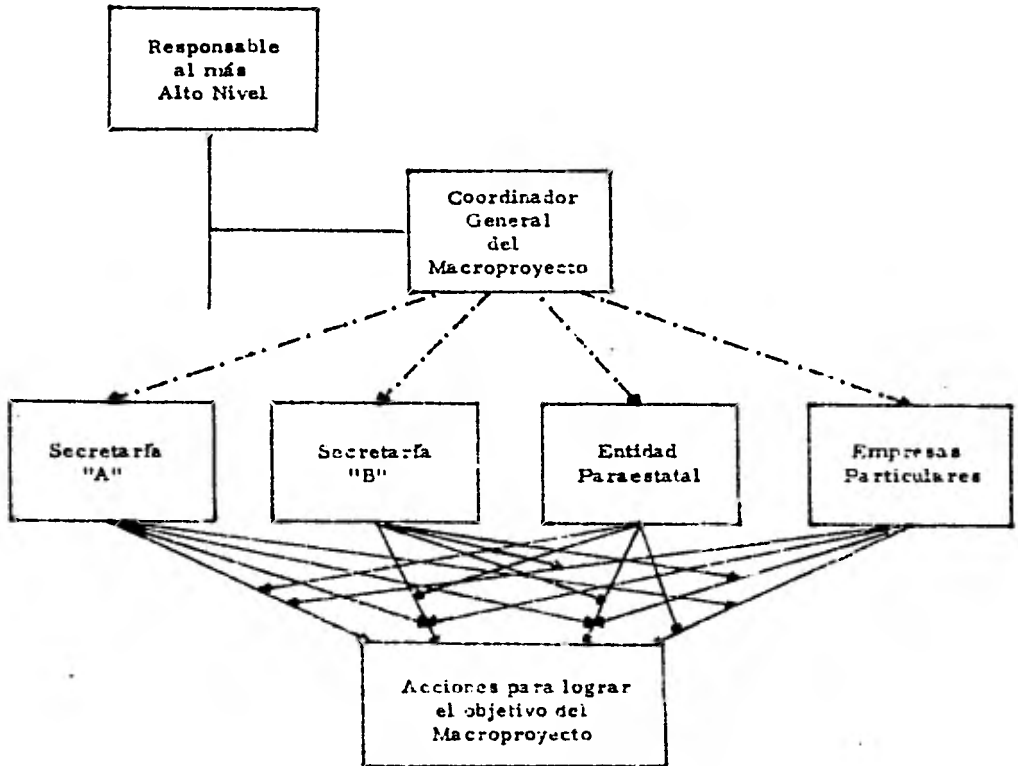 Responsable
al más
Alto Nivel
Coordinador
General
del
Macroproyecto
Secretaría
"A"
Secretaría
"B"
Entidad
Paraestatal
Empresas
Particulares
Acciones para lograr
el objetivo del
Macroproyecto